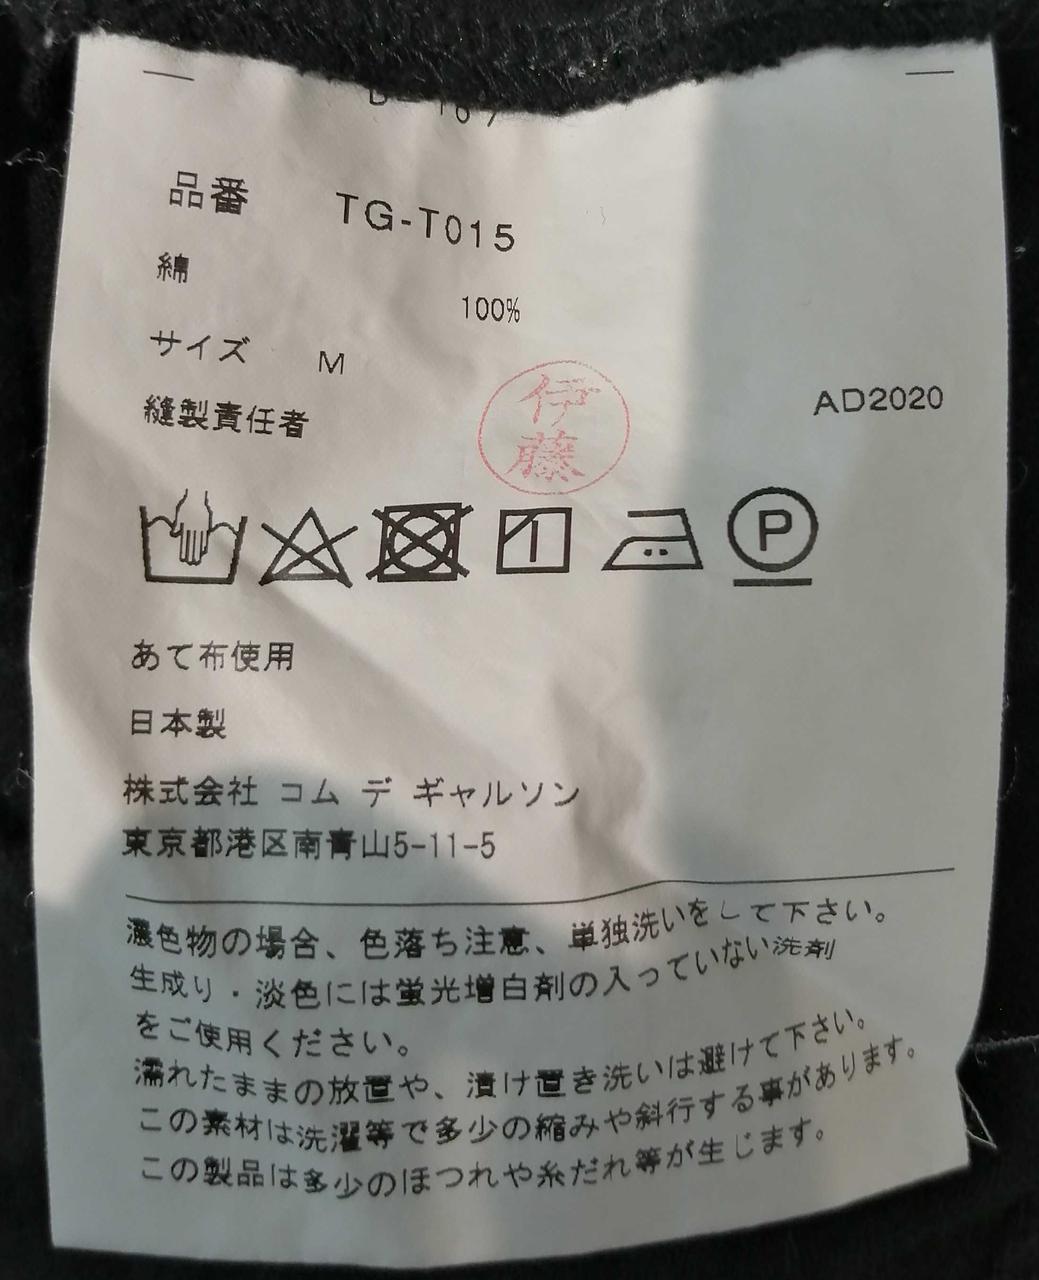 品番 TG-T015
綿 100%
サイズ M
縫製責任者 伊藤 AD2020
P
あて布使用
日本製
株式会社 コム デ ギャルソン
東京都港区南青山5-11-5
濃色物の場合、色落ち注意、単独洗いをして下さい。
生成り・淡色には蛍光増白剤の入っていない洗剤
をご使用ください。
濡れたままの放置や、漬け置き洗いは避けて下さい。
この素材は洗濯等で多少の縮みや斜行する事があります。
この製品は多少のほつれや糸だれ等が生じます。